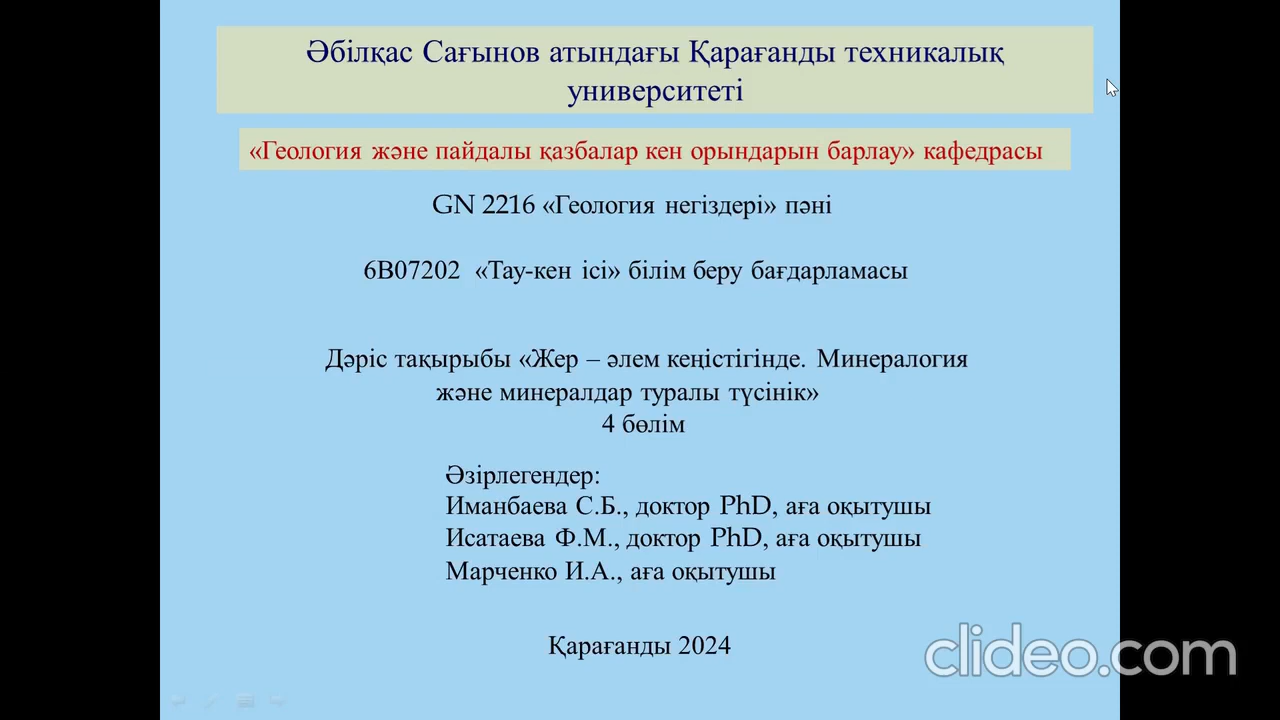 Әбілқас Сағынов атындағы Қарағанды техникалық
университеті
«Геология және пайдалы қазбалар кен орындарын барлау» кафедрасы
GN 2216 «Геология негіздері» пәні
6В07202 «Тау-кен ісі» білім беру бағдарламасы
Дәріс тақырыбы «Жер – әлем кеңістігінде. Минералогия
және минералдар туралы түсінік»
4 бөлім
Әзірлегендер:
Иманбаева С.Б., доктор PhD, аға оқытушы
Исатаева Ф.М., доктор PhD, аға оқытушы
Марченко И.А., аға оқытушы
Қарағанды 2024
clideo.com